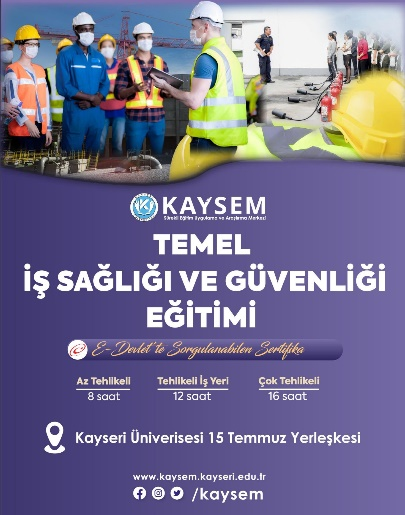 KAYSEM
Sürekli Eğitim Uygulama ve Araştırma Merkezi
TEMEL
İŞ SAĞLIĞI VE GÜVENLİĞİ
EĞİTİMİ
E-Devlet'te Sorgulanabilen Sertifika
Az Tehlikeli Tehlikeli İş Yeri Çok Tehlikeli
8 saat 12 saat 16 saat
Kayseri Üniverisesi 15 Temmuz Yerleşkesi
www.kaysem.kayseri.edu.tr
/kaysem